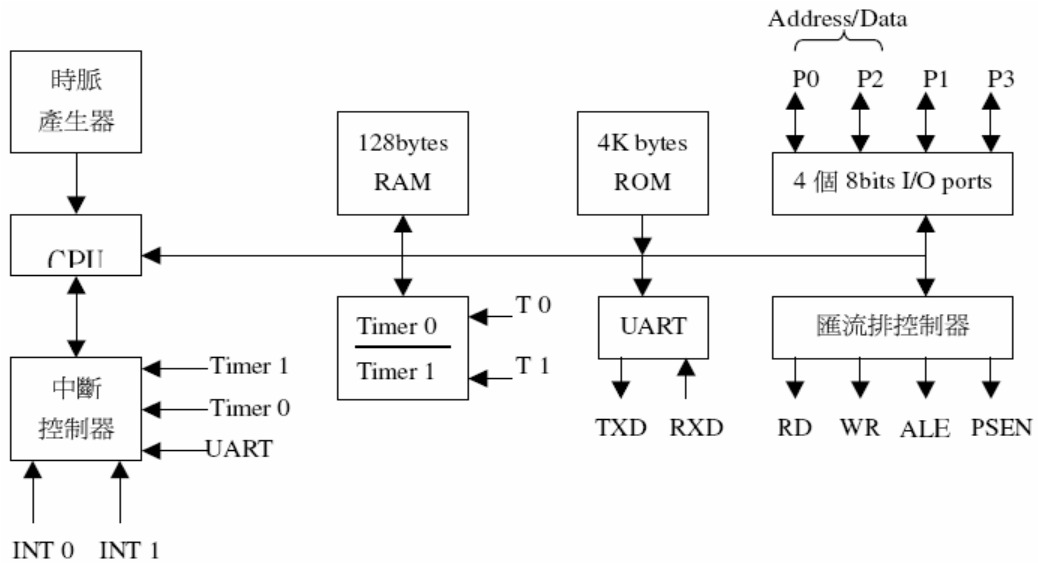 Address/Data
P0 P2 P1 P3
時脈
產生器
128bytes
RAM
4K bytes
ROM
4 個 8bits I/O ports
CPU
Timer 0
Timer 1
T 0
T 1
UART
匯流排控制器
TXD RXD
RD WR ALE PSEN
中斷
控制器
Timer 1
Timer 0
UART
INT 0 INT 1